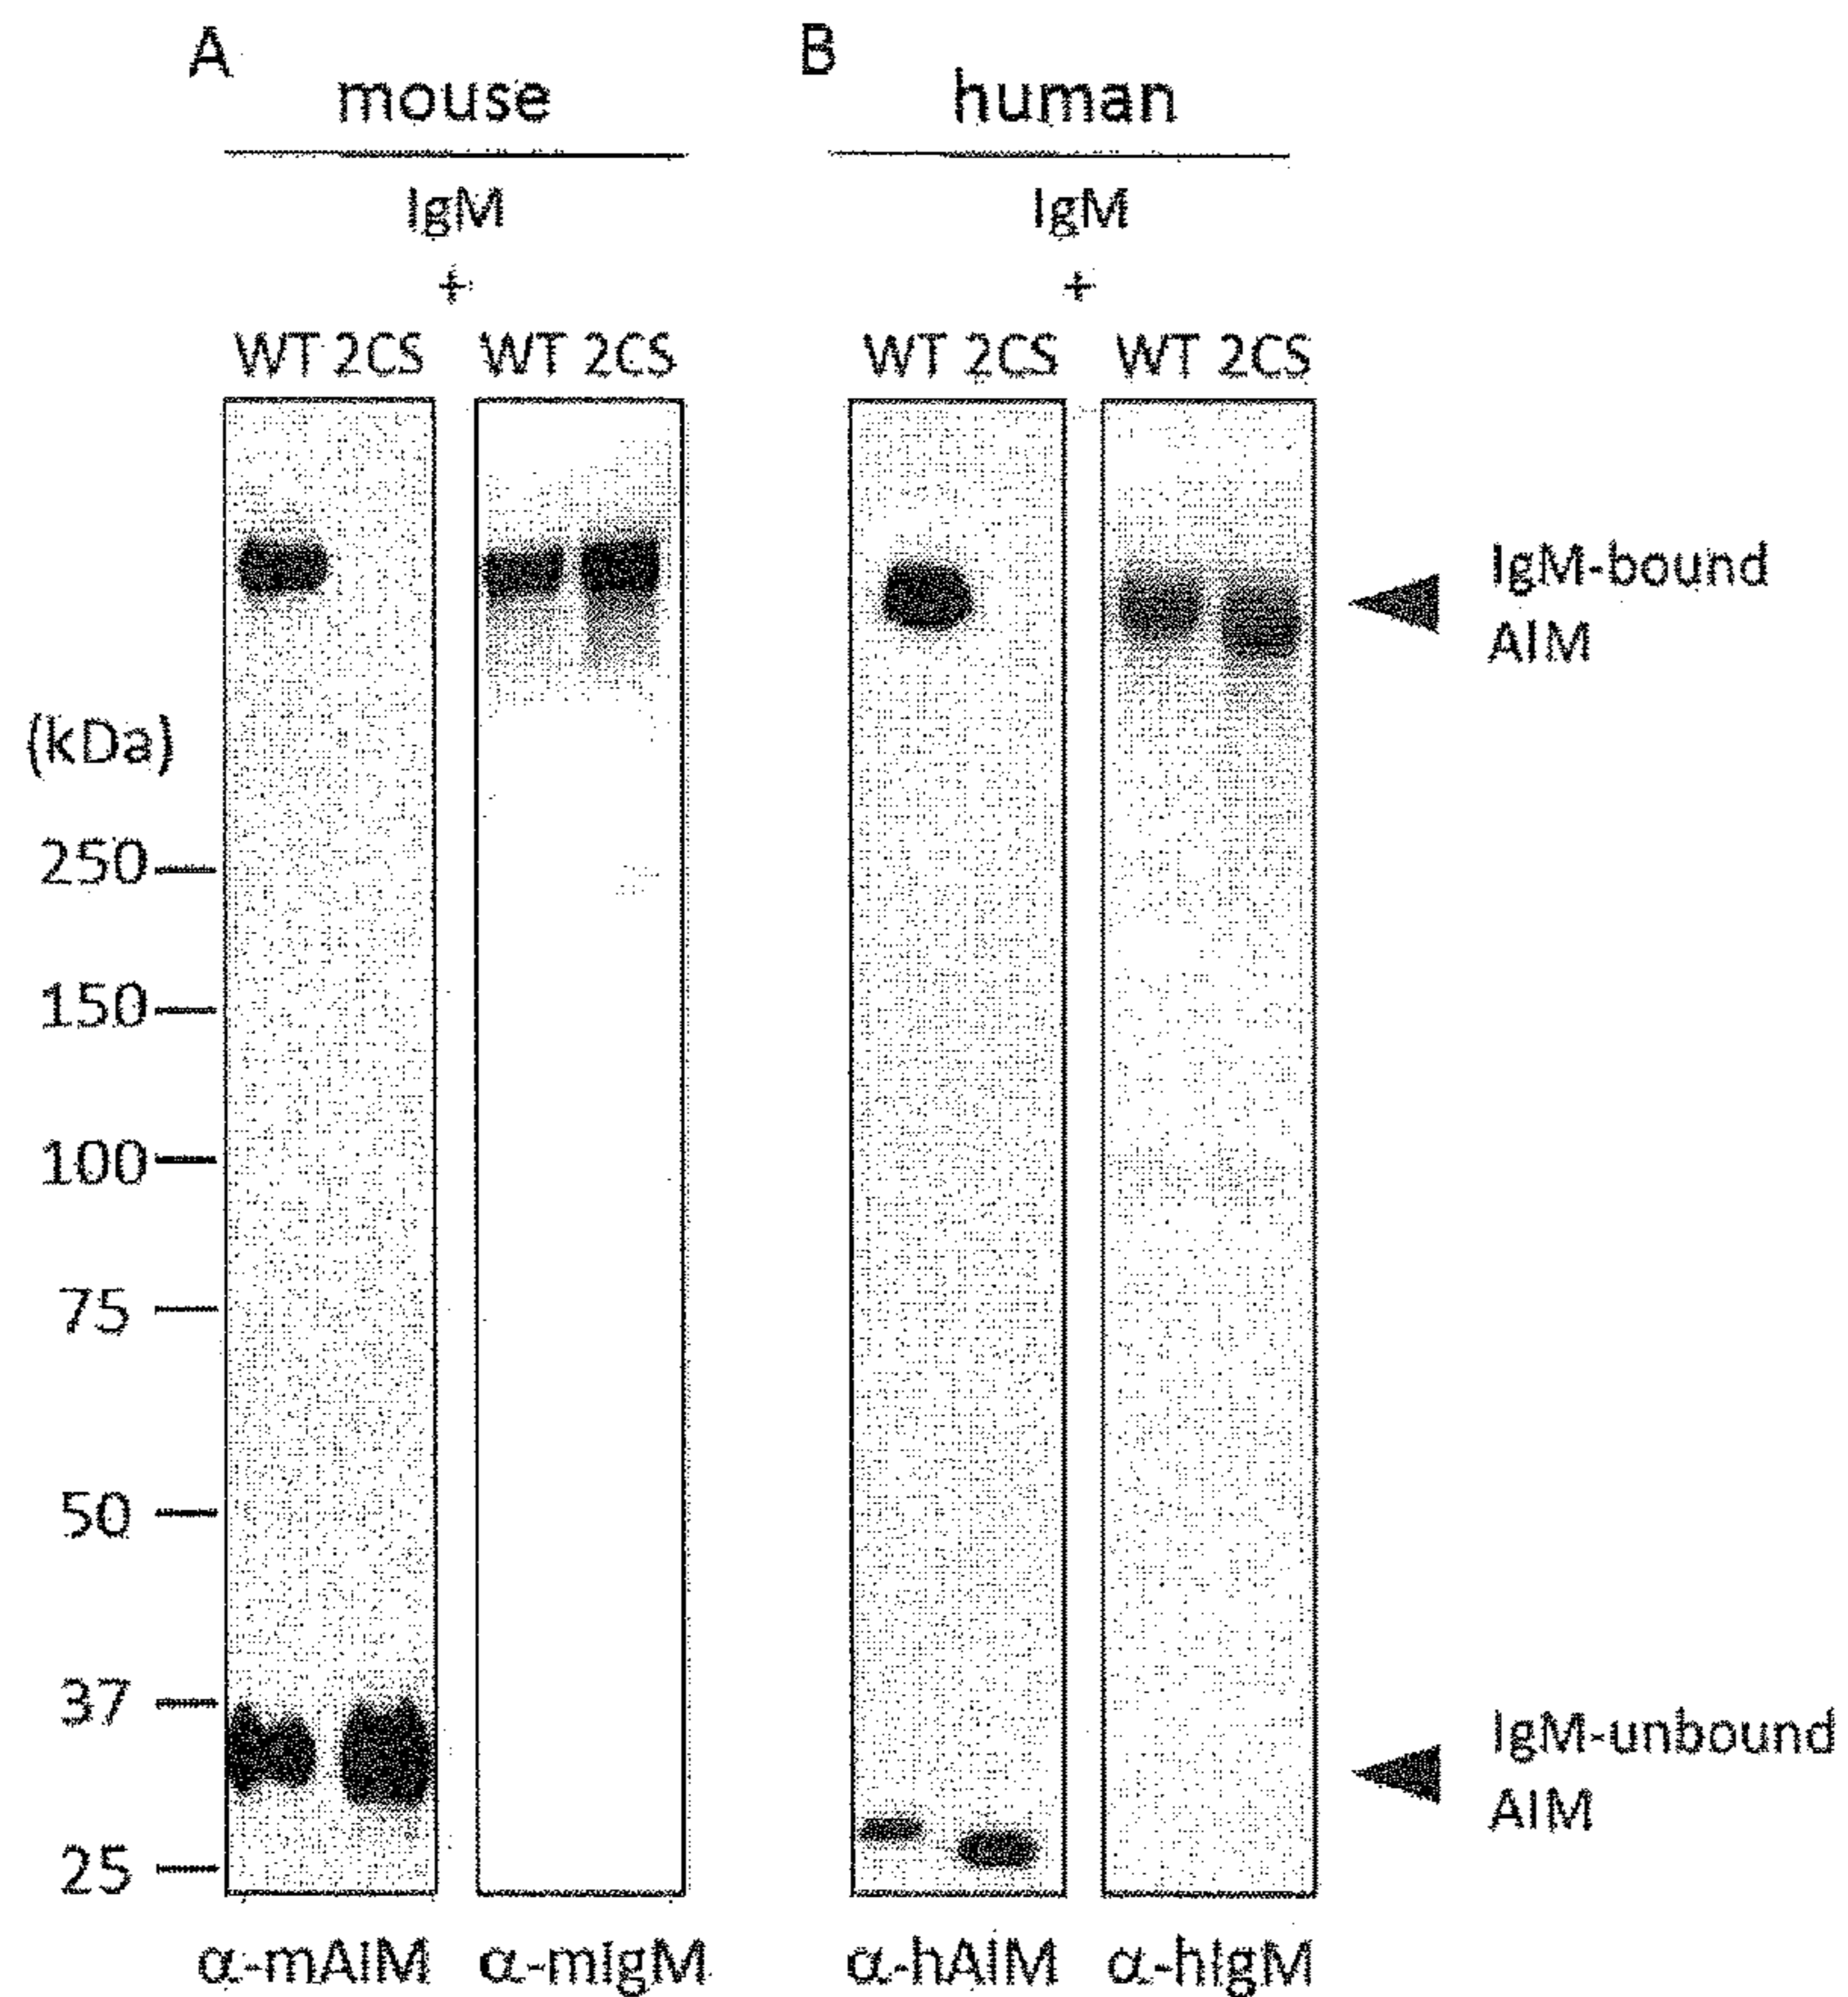 A
mouse
IgM
+
WT 2CS WT 2CS
B
human
IgM
+
WT 2CS WT 2CS
(kDa)
250
150
100
75
50
37
25
IgM-bound
AIM
IgM-unbound
AIM
α-mAIM α-mIgM
α-hAIM α-hIgM